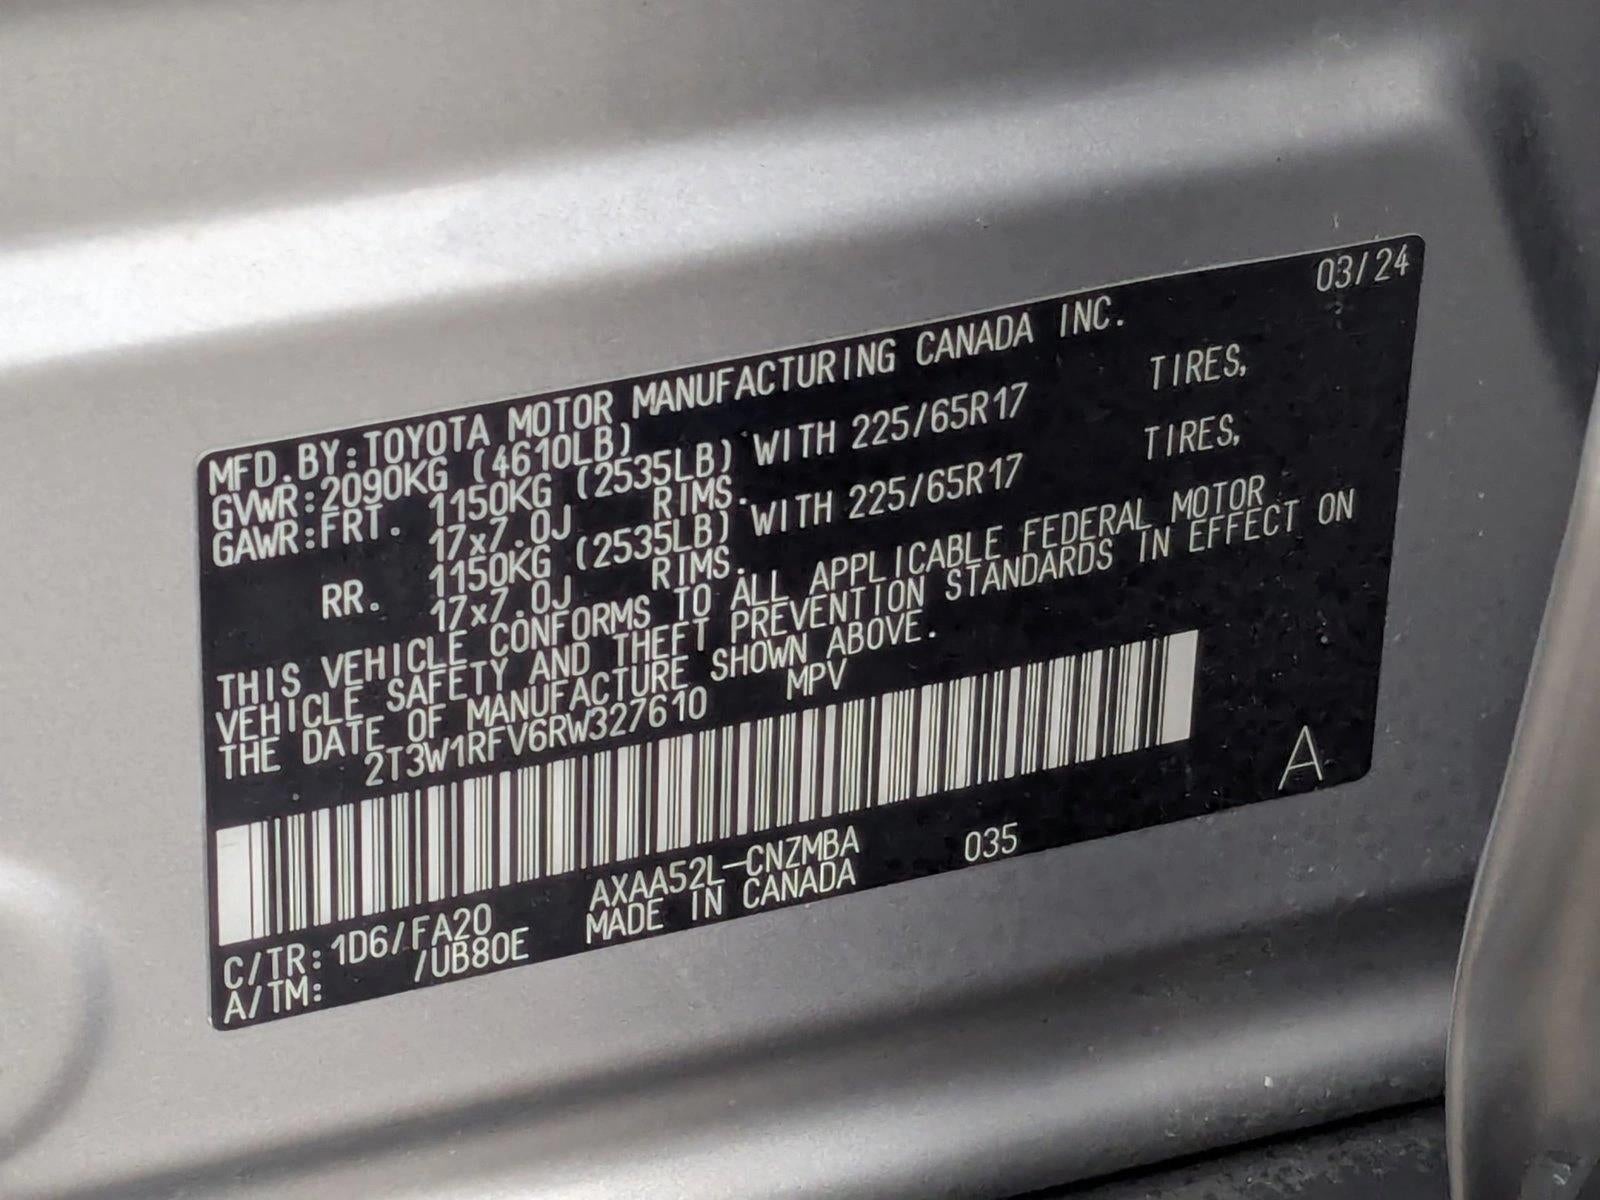 03/24
MFD.BY:TOYOTA MOTOR MANUFACTURING CANADA INC.
GVWR:2090KG (4610LB)
GAWR:FRT. 1150KG (2535LB) WITH 225/65R17 TIRES,
17x7.0J RIMS.
RR. 1150KG (2535LB) WITH 225/65R17 TIRES,
17x7.0J RIMS.
THIS VEHICLE CONFORMS TO ALL APPLICABLE FEDERAL MOTOR
VEHICLE SAFETY AND THEFT PREVENTION STANDARDS IN EFFECT ON
THE DATE OF MANUFACTURE SHOWN ABOVE.
2T3W1RFV6RW327610 MPV
A
C/TR:1D6/FA20 AXAA52L-CNZMBA 035
A/TM: /UB80E MADE IN CANADA